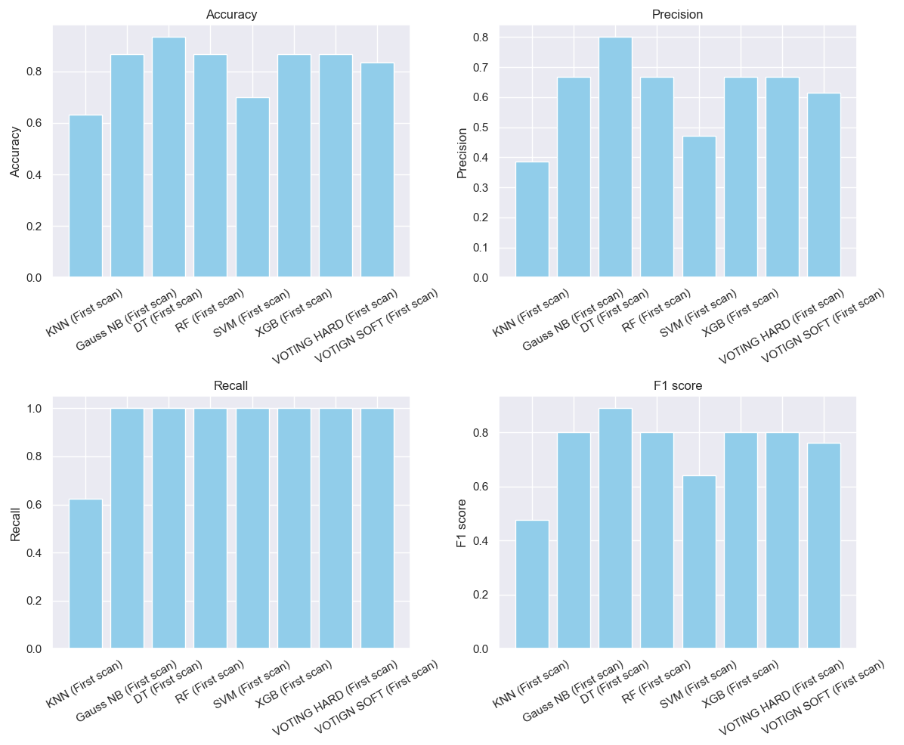 Accuracy
Accuracy
0.8
0.6
0.4
0.2
0.0
KNN (First scan)
Gauss NB (First scan)
DT (First scan)
RF (First scan)
SVM (First scan)
XGB (First scan)
VOTING HARD (First scan)
VOTIGN SOFT (First scan)
Precision
Precision
0.8
0.7
0.6
0.5
0.4
0.3
0.2
0.1
0.0
KNN (First scan)
Gauss NB (First scan)
DT (First scan)
RF (First scan)
SVM (First scan)
XGB (First scan)
VOTING HARD (First scan)
VOTIGN SOFT (First scan)
Recall
Recall
1.0
0.8
0.6
0.4
0.2
0.0
KNN (First scan)
Gauss NB (First scan)
DT (First scan)
RF (First scan)
SVM (First scan)
XGB (First scan)
VOTING HARD (First scan)
VOTIGN SOFT (First scan)
F1 score
F1 score
0.8
0.6
0.4
0.2
0.0
KNN (First scan)
Gauss NB (First scan)
DT (First scan)
RF (First scan)
SVM (First scan)
XGB (First scan)
VOTING HARD (First scan)
VOTIGN SOFT (First scan)